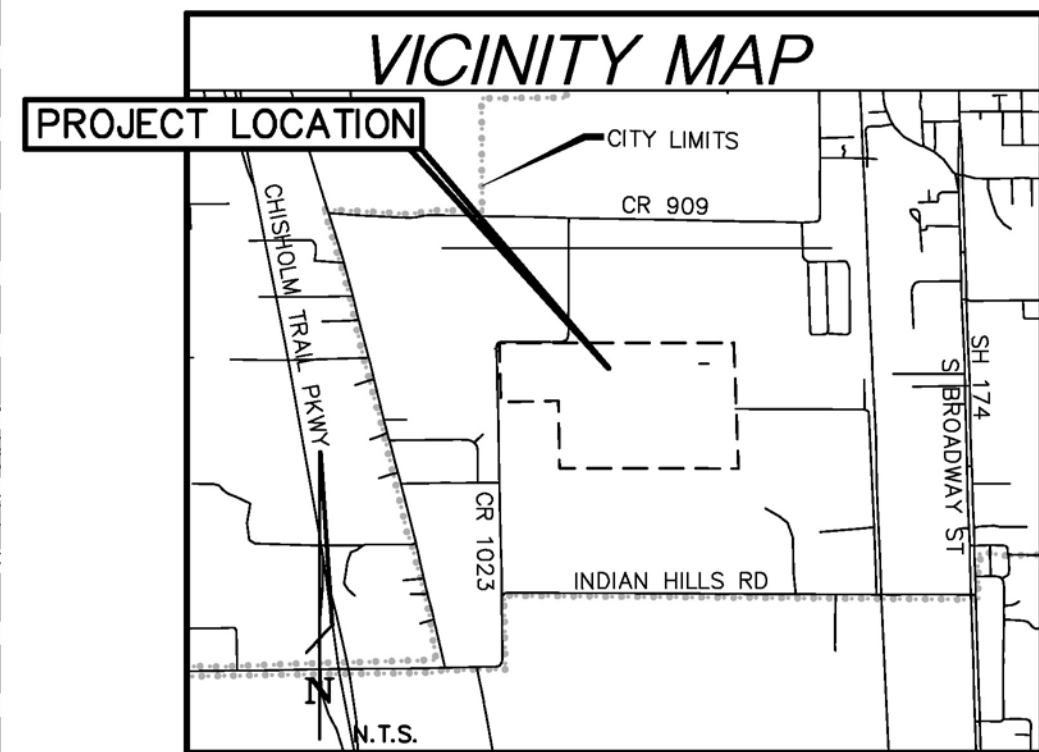 VICINITY MAP
PROJECT LOCATION
CITY LIMITS
CR 909
CHISHOLM TRAIL PKWY
SH 174
S BROADWAY ST
CR 1023
INDIAN HILLS RD
N
N.T.S.